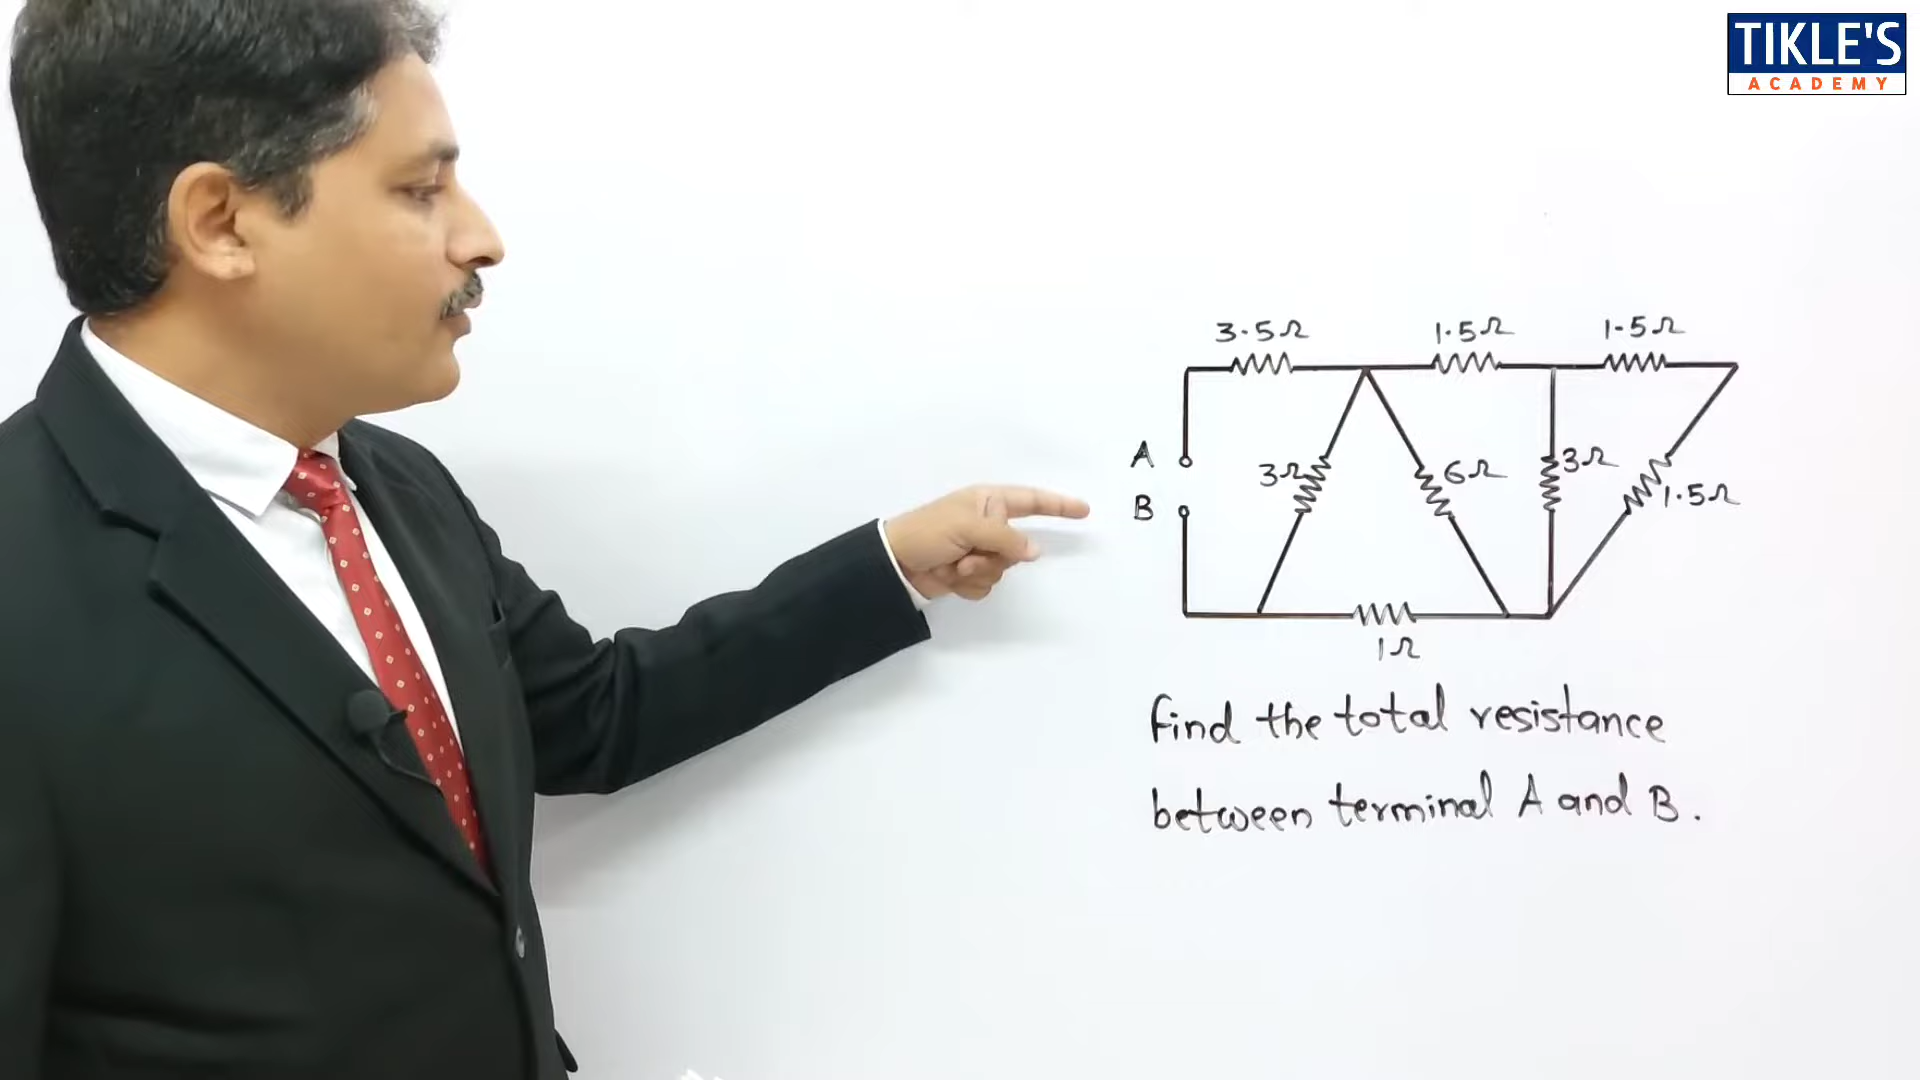 TIKLE'S
ACADEMY
3.5Ω 1.5Ω 1.5Ω
A 3Ω 6Ω 3Ω 1.5Ω
B
1Ω
find the total resistance
between terminal A and B.